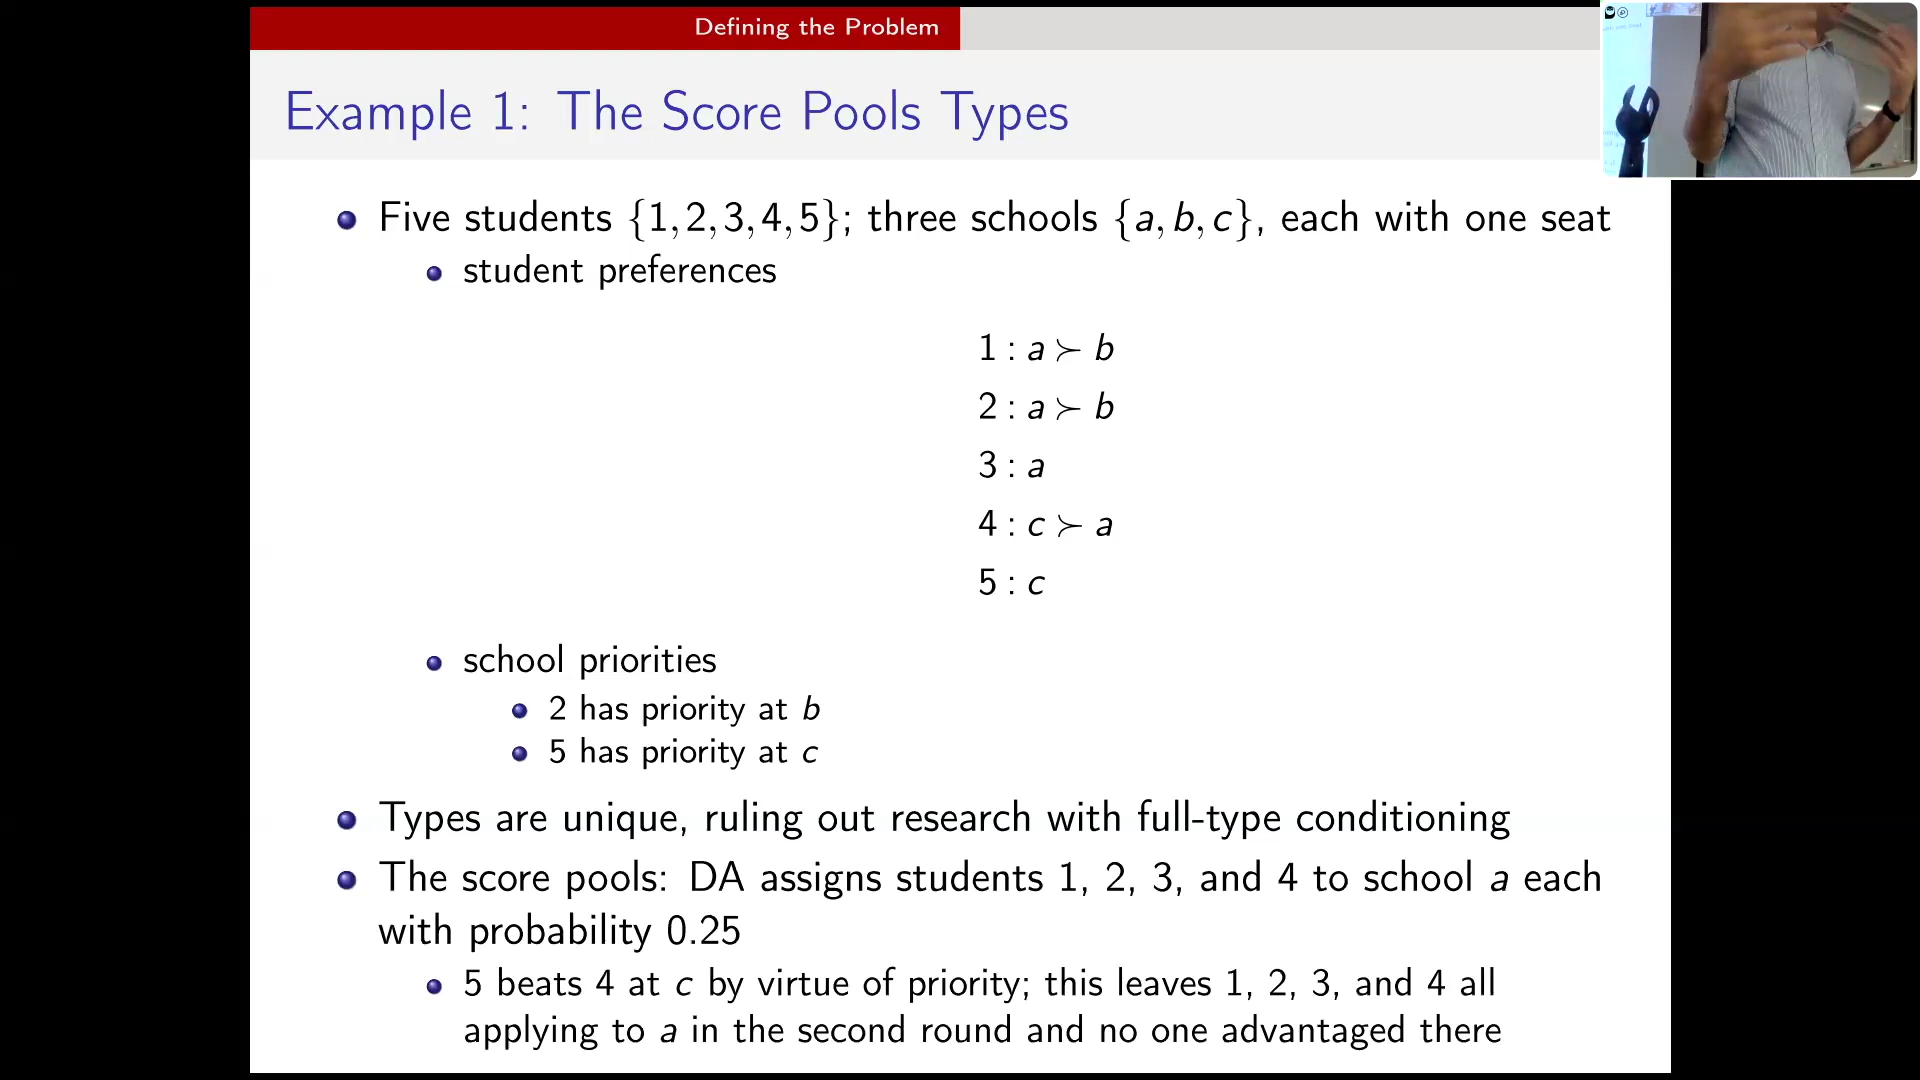 Defining the Problem
Example 1: The Score Pools Types
Five students {1, 2, 3, 4, 5}; three schools {a, b, c}, each with one seat
student preferences
1 : a ≻ b
2 : a ≻ b
3 : a
4 : c ≻ a
5 : c
school priorities
2 has priority at b
5 has priority at c
Types are unique, ruling out research with full-type conditioning
The score pools: DA assigns students 1, 2, 3, and 4 to school a each
with probability 0.25
5 beats 4 at c by virtue of priority; this leaves 1, 2, 3, and 4 all
applying to a in the second round and no one advantaged there